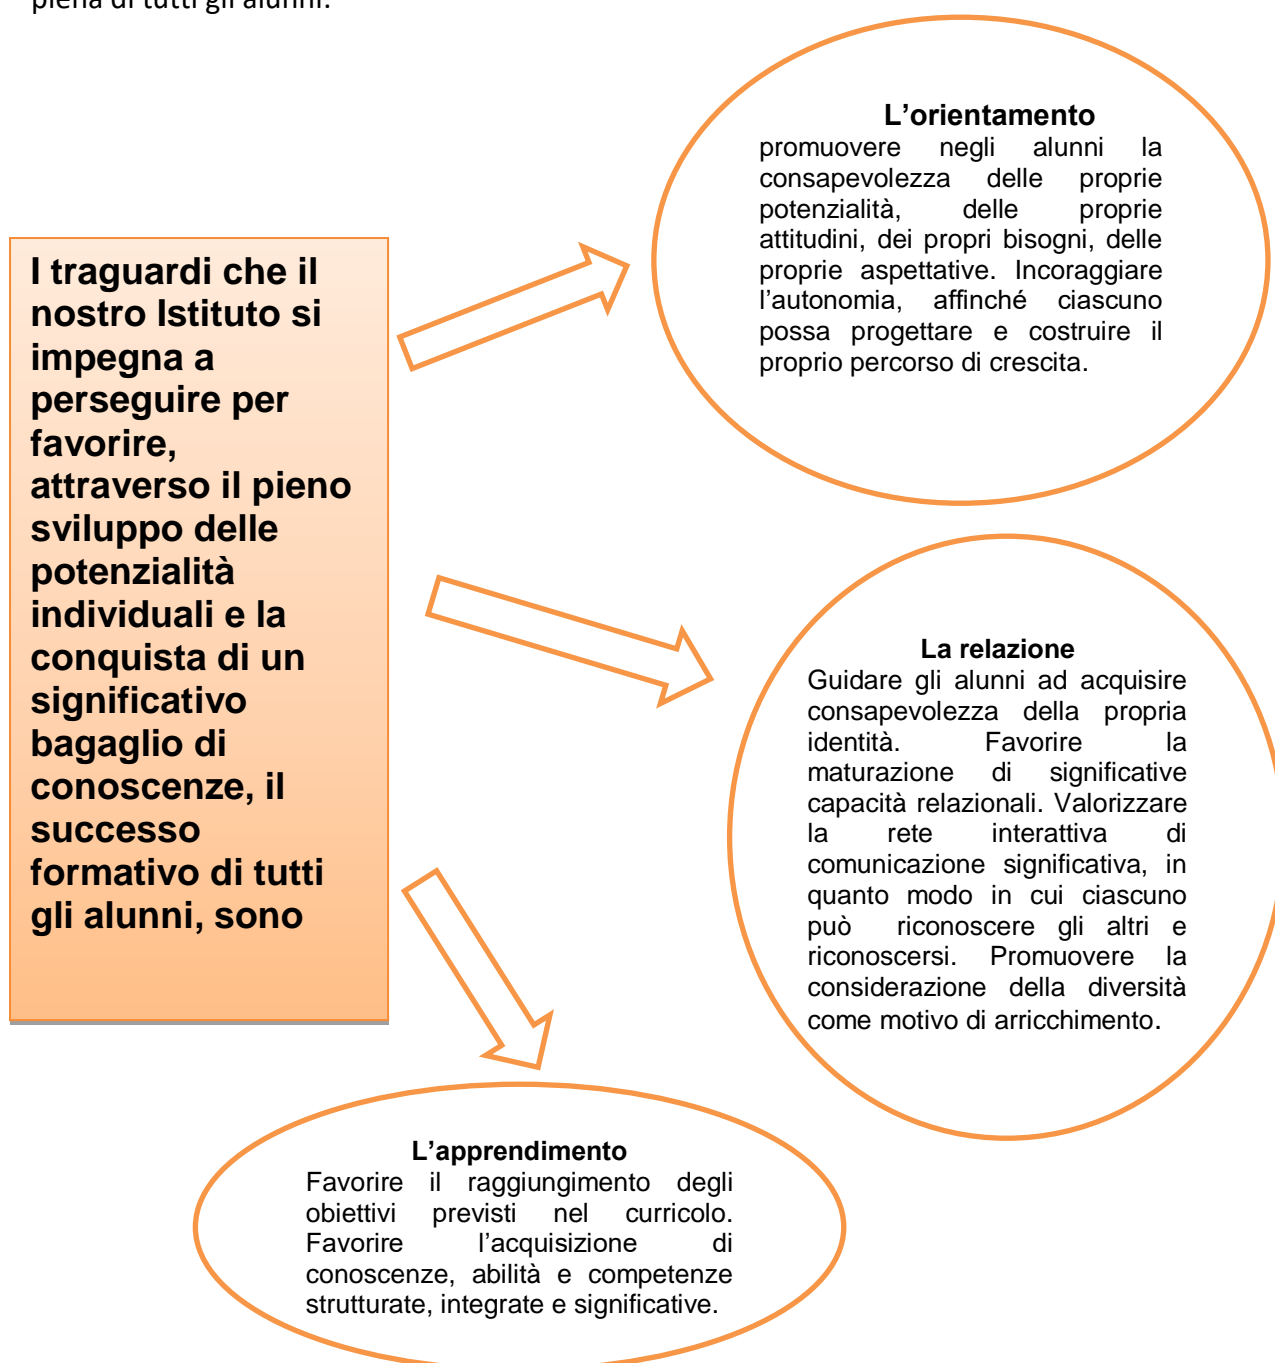 piena di tutti gli alunni.
I traguardi che il
nostro Istituto si
impegna a
perseguire per
favorire,
attraverso il pieno
sviluppo delle
potenzialità
individuali e la
conquista di un
significativo
bagaglio di
conoscenze, il
successo
formativo di tutti
gli alunni, sono
L’orientamento
promuovere negli alunni la
consapevolezza delle proprie
potenzialità, delle proprie
attitudini, dei propri bisogni, delle
proprie aspettative. Incoraggiare
l’autonomia, affinché ciascuno
possa progettare e costruire il
proprio percorso di crescita.
La relazione
Guidare gli alunni ad acquisire
consapevolezza della propria
identità. Favorire la
maturazione di significative
capacità relazionali. Valorizzare
la rete interattiva di
comunicazione significativa, in
quanto modo in cui ciascuno
può riconoscere gli altri e
riconoscersi. Promuovere la
considerazione della diversità
come motivo di arricchimento.
L’apprendimento
Favorire il raggiungimento degli
obiettivi previsti nel curricolo.
Favorire l’acquisizione di
conoscenze, abilità e competenze
strutturate, integrate e significative.